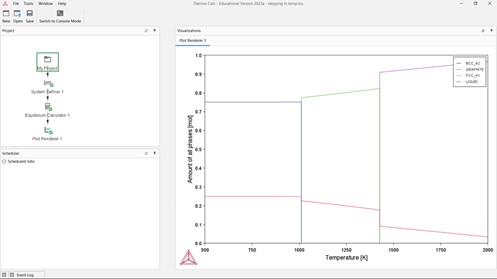 Thermo-Calc - Educational Version 2023a - stepping in temp.tcu
File Tools Window Help
New Open Save Switch to Console Mode
Project
My Project
System Definer 1
Equilibrium Calculator 1
Plot Renderer 1
Scheduler
Scheduled Jobs
Visualizations
Plot Renderer 1
BCC_A2
GRAPHITE
FCC_A1
LIQUID
Amount of all phases [mol]
1.0
0.9
0.8
0.7
0.6
0.5
0.4
0.3
0.2
0.1
0.0
500 750 1000 1250 1500 1750 2000
Temperature [K]
Event Log